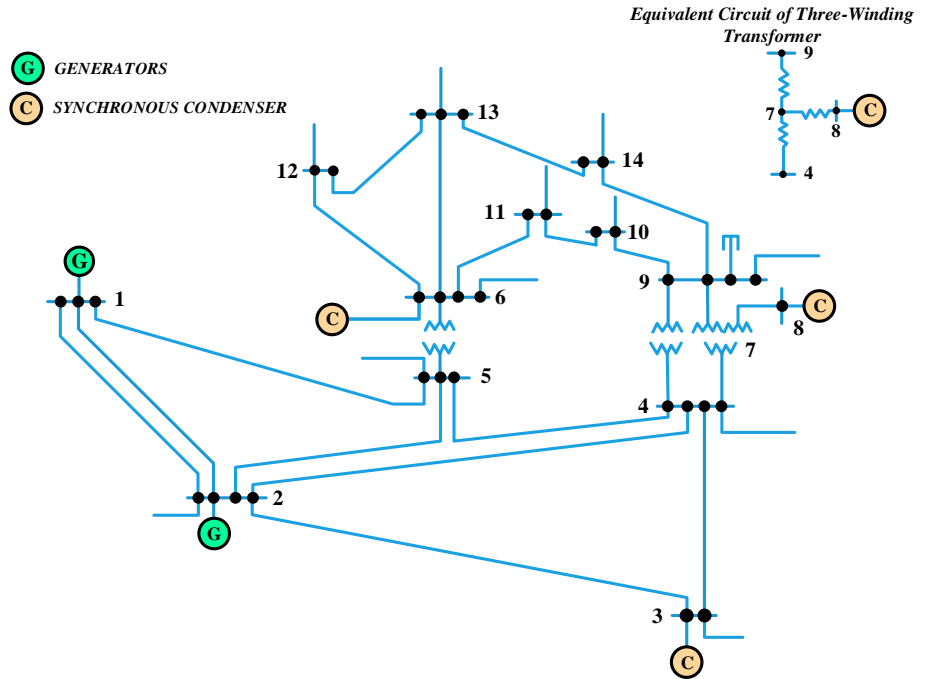 Equivalent Circuit of Three-Winding
Transformer
G GENERATORS
C SYNCHRONOUS CONDENSER
9
7
C
8
4
13
12
14
11
10
G
1
9
6
C
8
C
7
5
4
2
G
3
C